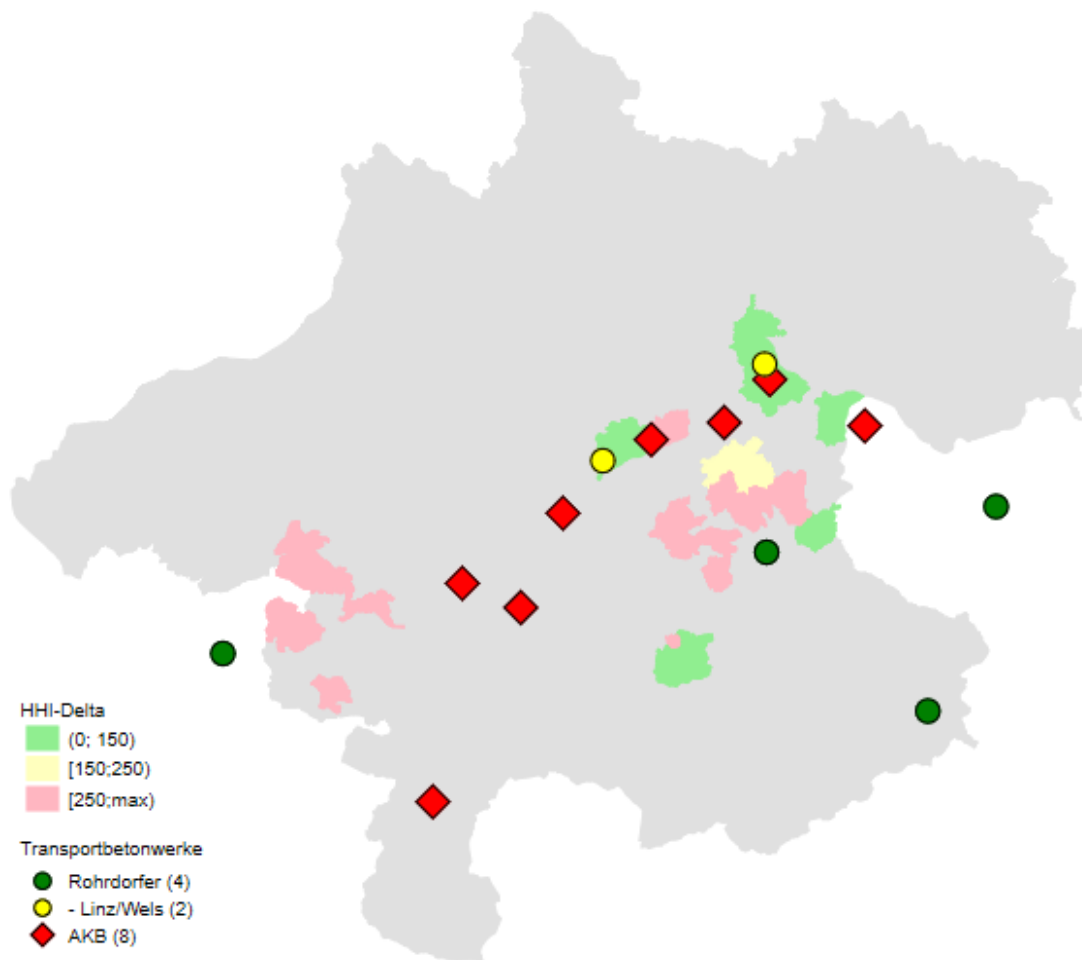 HHI-Delta
(0; 150)
[150;250)
[250;max)
Transportbetonwerke
Rohrdorfer (4)
- Linz/Wels (2)
AKB (8)